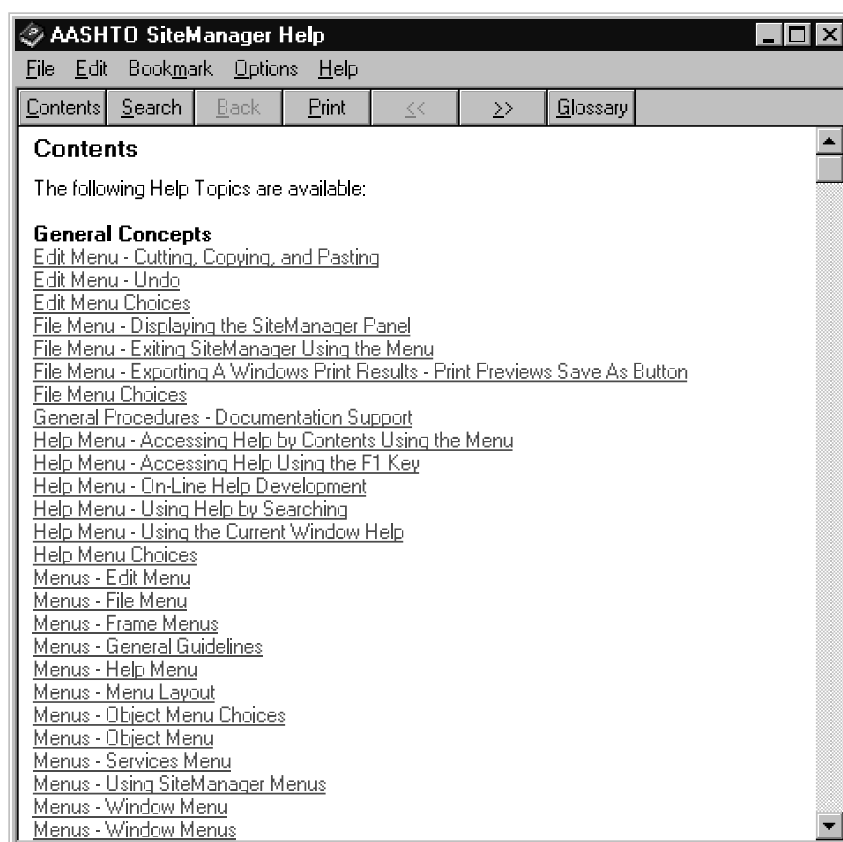 AASHTO SiteManager Help
File Edit Bookmark Options Help
Contents Search Back Print << >> Glossary
Contents
The following Help Topics are available:
General Concepts
Edit Menu - Cutting, Copying, and Pasting
Edit Menu - Undo
Edit Menu Choices
File Menu - Displaying the SiteManager Panel
File Menu - Exiting SiteManager Using the Menu
File Menu - Exporting A Windows Print Results - Print Previews Save As Button
File Menu Choices
General Procedures - Documentation Support
Help Menu - Accessing Help by Contents Using the Menu
Help Menu - Accessing Help Using the F1 Key
Help Menu - On-Line Help Development
Help Menu - Using Help by Searching
Help Menu - Using the Current Window Help
Help Menu Choices
Menus - Edit Menu
Menus - File Menu
Menus - Frame Menus
Menus - General Guidelines
Menus - Help Menu
Menus - Menu Layout
Menus - Object Menu Choices
Menus - Object Menu
Menus - Services Menu
Menus - Using SiteManager Menus
Menus - Window Menu
Menus - Window Menus